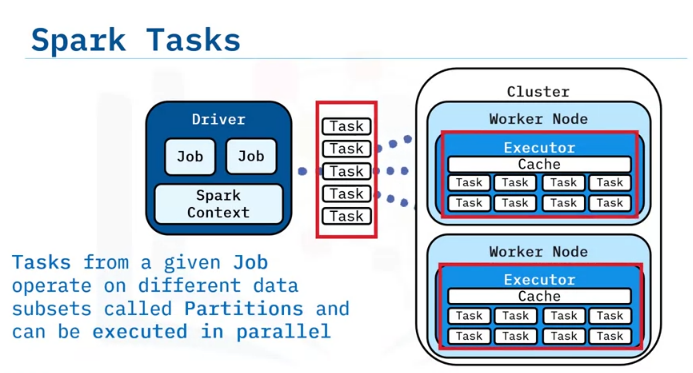 Spark Tasks
Driver
Job Job
Spark
Context
Task
Task
Task
Task
Task
Cluster
Worker Node
Executor
Cache
Task Task Task Task
Task Task Task Task
Worker Node
Executor
Cache
Task Task Task Task
Task Task Task Task
Tasks from a given Job
operate on different data
subsets called Partitions and
can be executed in parallel